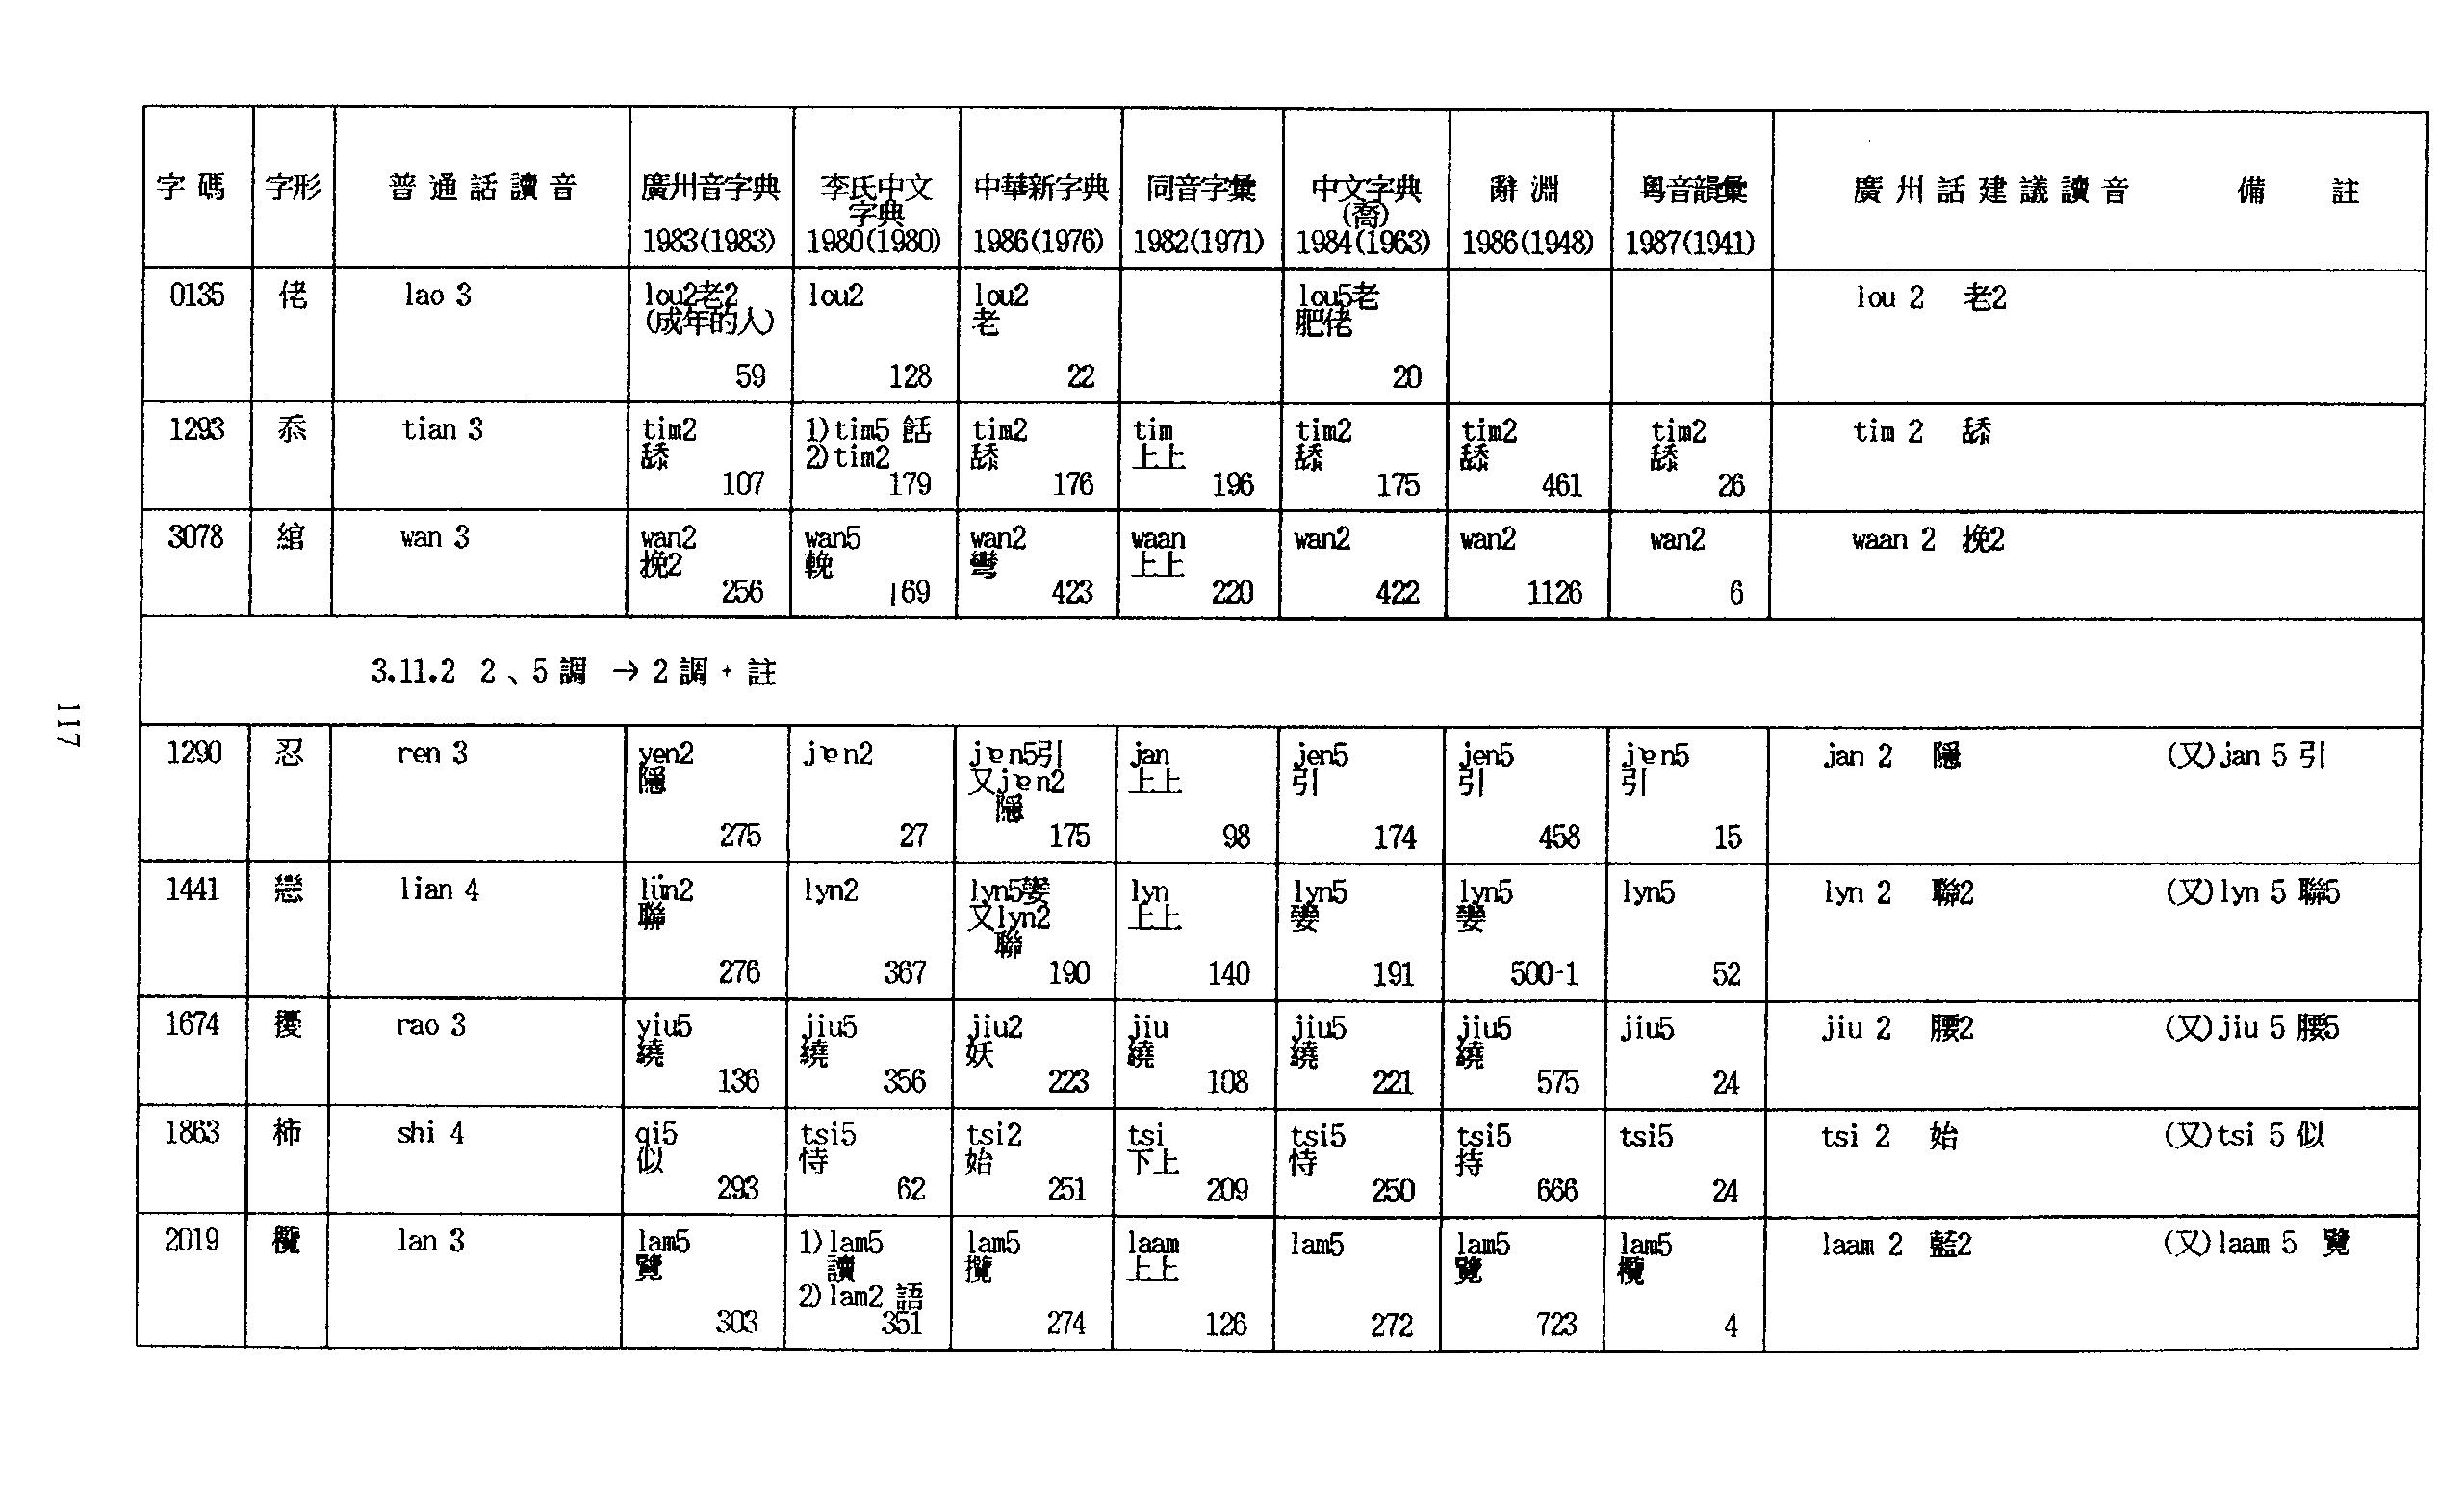 字碼 字形 普通話讀音 廣州音字典 1983(1983) 李氏中文字典 1980(1980) 中華新字典 1986(1976) 同音字彙 1982(1971) 中文字典(喬) 1984(1963) 辭淵 1986(1948) 粤音韻彙 1987(1941) 廣州話建議讀音 備註
0135 佬 lao 3 lou2老2 (成年的人) 59 lou2 128 lou2 老 22 lou5老 肥佬 20 lou 2 老2
1293 忝 tian 3 tim2 舔 107 1)tim5 餂 2)tim2 179 tim2 舔 176 tim 上上 196 tim2 舔 175 tim2 舔 461 tim2 舔 26 tim 2 舔
3078 綰 wan 3 wan2 挽2 256 wan5 輓 169 wan2 彎 423 waan 上上 220 wan2 422 wan2 1126 wan2 6 waan 2 挽2
3.11.2 2、5調 → 2調+註
1290 忍 ren 3 yen2 隱 275 jɐn2 27 jɐn5引 又jɐn2 隱 175 jan 上上 98 jen5 引 174 jen5 引 458 jɐn5 引 15 jan 2 隱 (又)jan 5 引
1441 戀 lian 4 lün2 聯 276 lyn2 367 lyn5孌 又lyn2 聯 190 lyn 上上 140 lyn5 孌 191 lyn5 孌 500-1 lyn5 52 lyn 2 聯2 (又)lyn 5 聯5
1674 擾 rao 3 yiu5 繞 136 jiu5 繞 356 jiu2 妖 223 jiu 繞 108 jiu5 繞 221 jiu5 繞 575 jiu5 24 jiu 2 腰2 (又)jiu 5 腰5
1863 柿 shi 4 qi5 似 293 tsi5 恃 62 tsi2 始 251 tsi 下上 209 tsi5 恃 250 tsi5 持 666 tsi5 24 tsi 2 始 (又)tsi 5 似
2019 欖 lan 3 lam5 覽 303 1)lam5 讀 2)lam2 語 351 lam5 攬 274 laam 上上 126 lam5 272 lam5 覽 723 lam5 欖 4 laam 2 藍2 (又)laam 5 覽
117